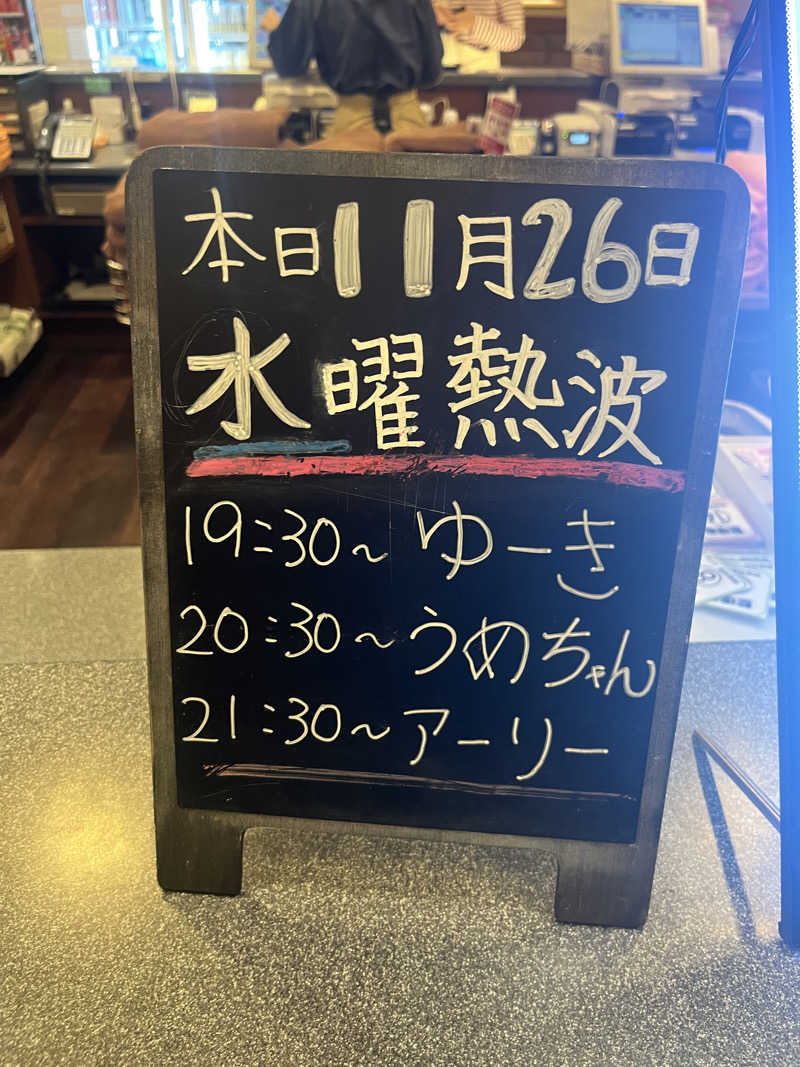 本日11月26日
水曜熱波
19:30～ゆーき
20:30～うめちゃん
21:30～アーリー